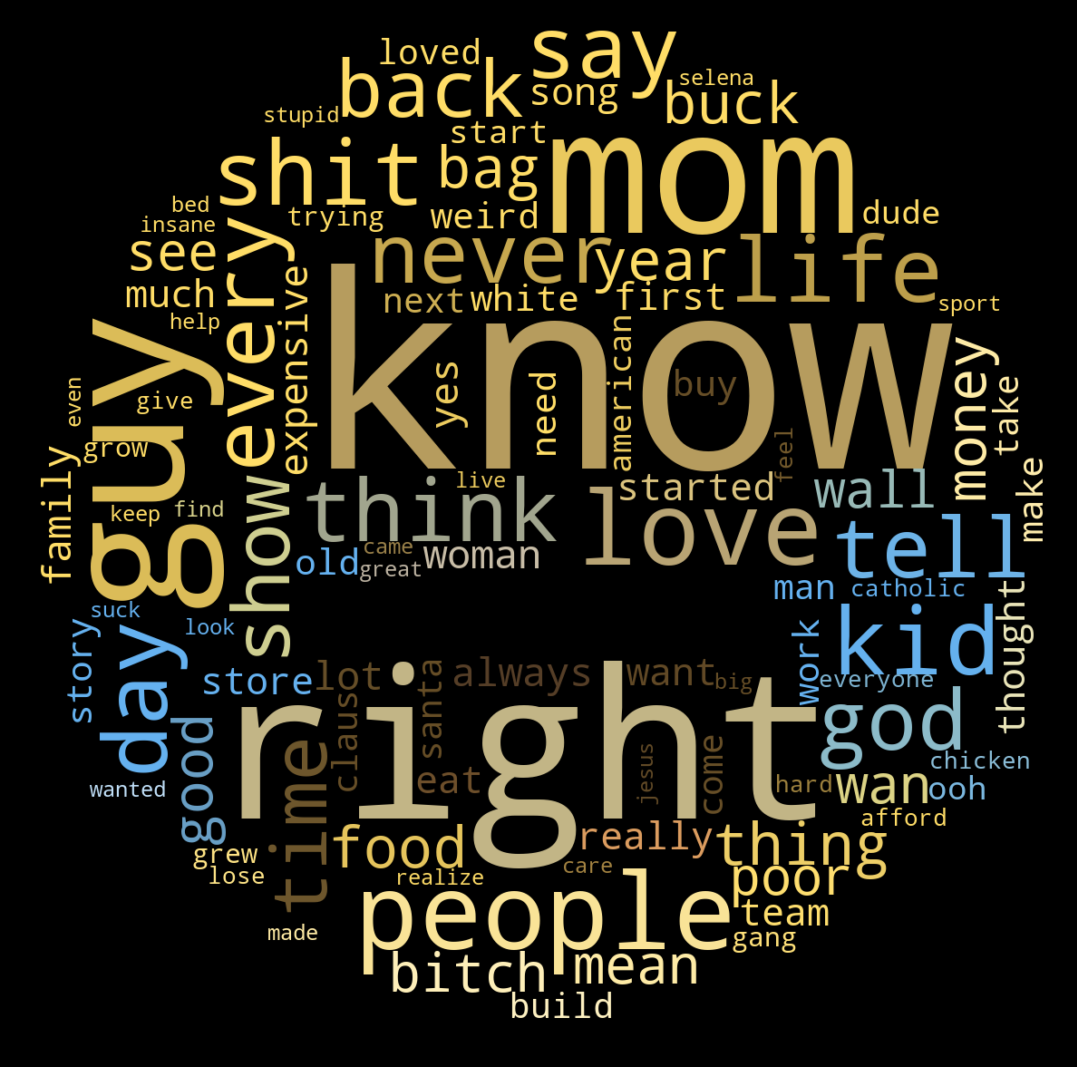 say
loved
back
selena
song
buck
stupid
start
mom
shit
bag
bed
trying
weird
dude
insane
every
never
see
year
life
much
expensive
know
next
white
first
sport
help
guy
american
yes
need
buy
money
take
even
give
grow
feel
family
think
live
started
wall
make
show
love
keep
find
tell
old
came
great
woman
man
catholic
thought
suck
day
look
story
kid
work
store
lot
santa
always
want
big
everyone
right
god
good
claus
time
eat
jesus
come
hard
chicken
wanted
wan
ooh
afford
grew
food
really
thing
lose
realize
care
poor
people
team
made
gang
bitch
mean
build